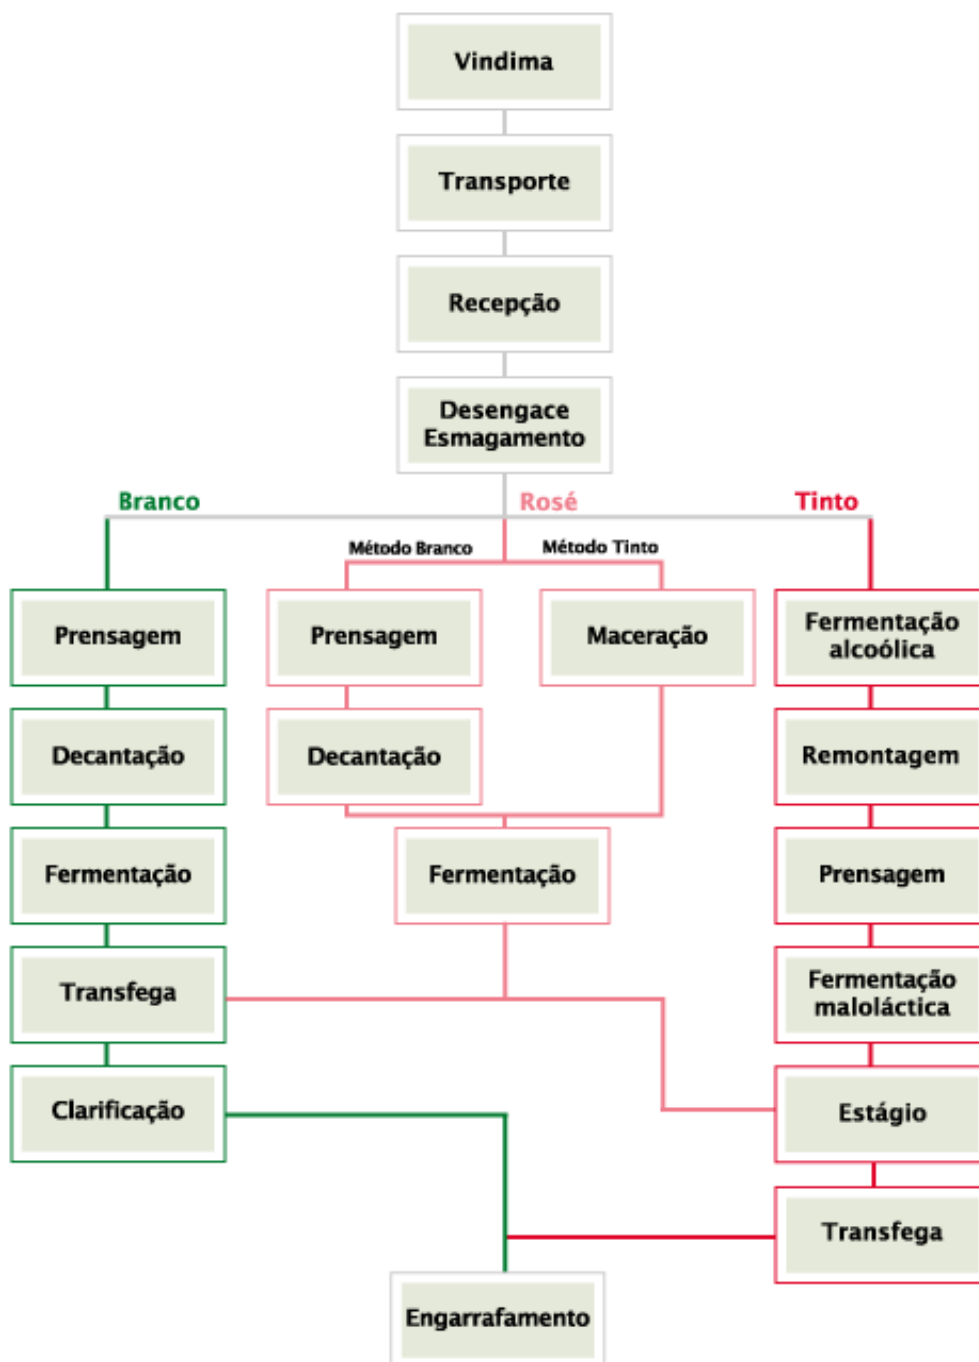 Vindima
Transporte
Recepção
Desengace
Esmagamento
Branco
Rosé
Tinto
Método Branco
Método Tinto
Prensagem
Prensagem
Maceração
Fermentação
alcoólica
Decantação
Decantação
Remontagem
Fermentação
Fermentação
Prensagem
Transfega
Fermentação
maloláctica
Clarificação
Estágio
Transfega
Engarrafamento